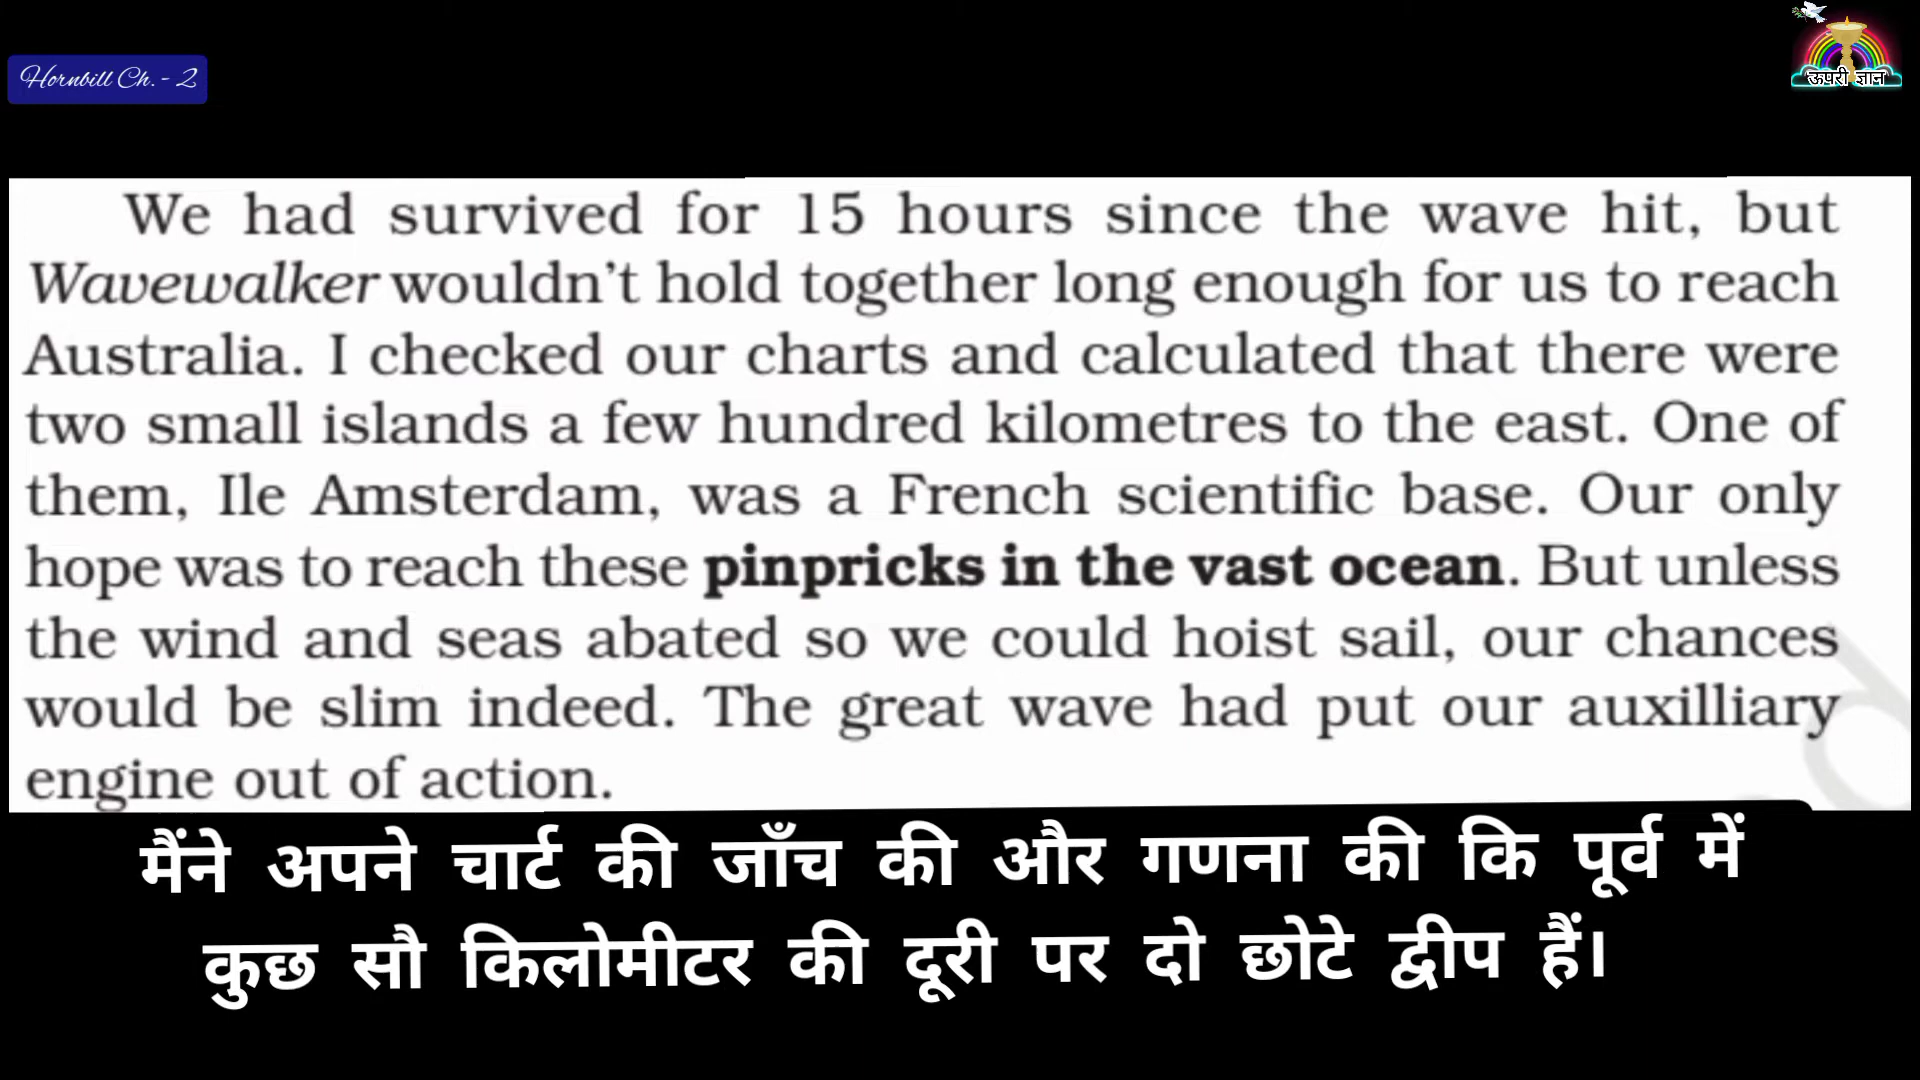 Hornbill Ch. - 2
ऊपरी ज्ञान
We had survived for 15 hours since the wave hit, but
Wavewalker wouldn't hold together long enough for us to reach
Australia. I checked our charts and calculated that there were
two small islands a few hundred kilometres to the east. One of
them, Ile Amsterdam, was a French scientific base. Our only
hope was to reach these pinpricks in the vast ocean. But unless
the wind and seas abated so we could hoist sail, our chances
would be slim indeed. The great wave had put our auxilliary
engine out of action.
मैंने अपने चार्ट की जाँच की और गणना की कि पूर्व में
कुछ सौ किलोमीटर की दूरी पर दो छोटे द्वीप हैं।